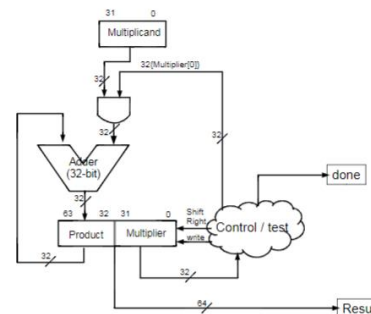 31 0
Multiplicand
32
32{Multiplier[0]}
32
32
Adder
(32-bit)
32
done
63 32 31 0
Shift
Right
Control / test
Product Multiplier
write
32
32
64
Resu